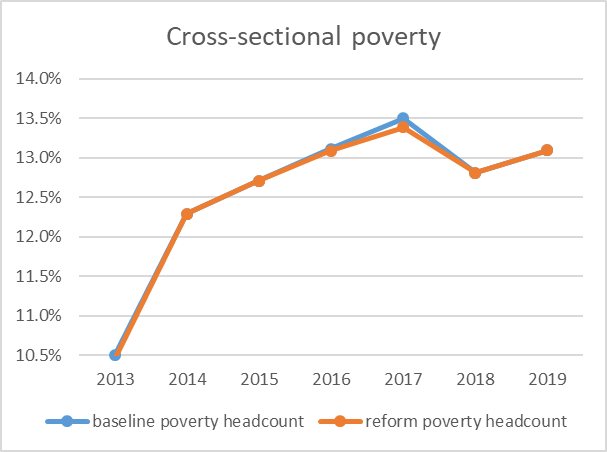 Cross-sectional poverty
14.0%
13.5%
13.0%
12.5%
12.0%
11.5%
11.0%
10.5%
2013 2014 2015 2016 2017 2018 2019
baseline poverty headcount reform poverty headcount